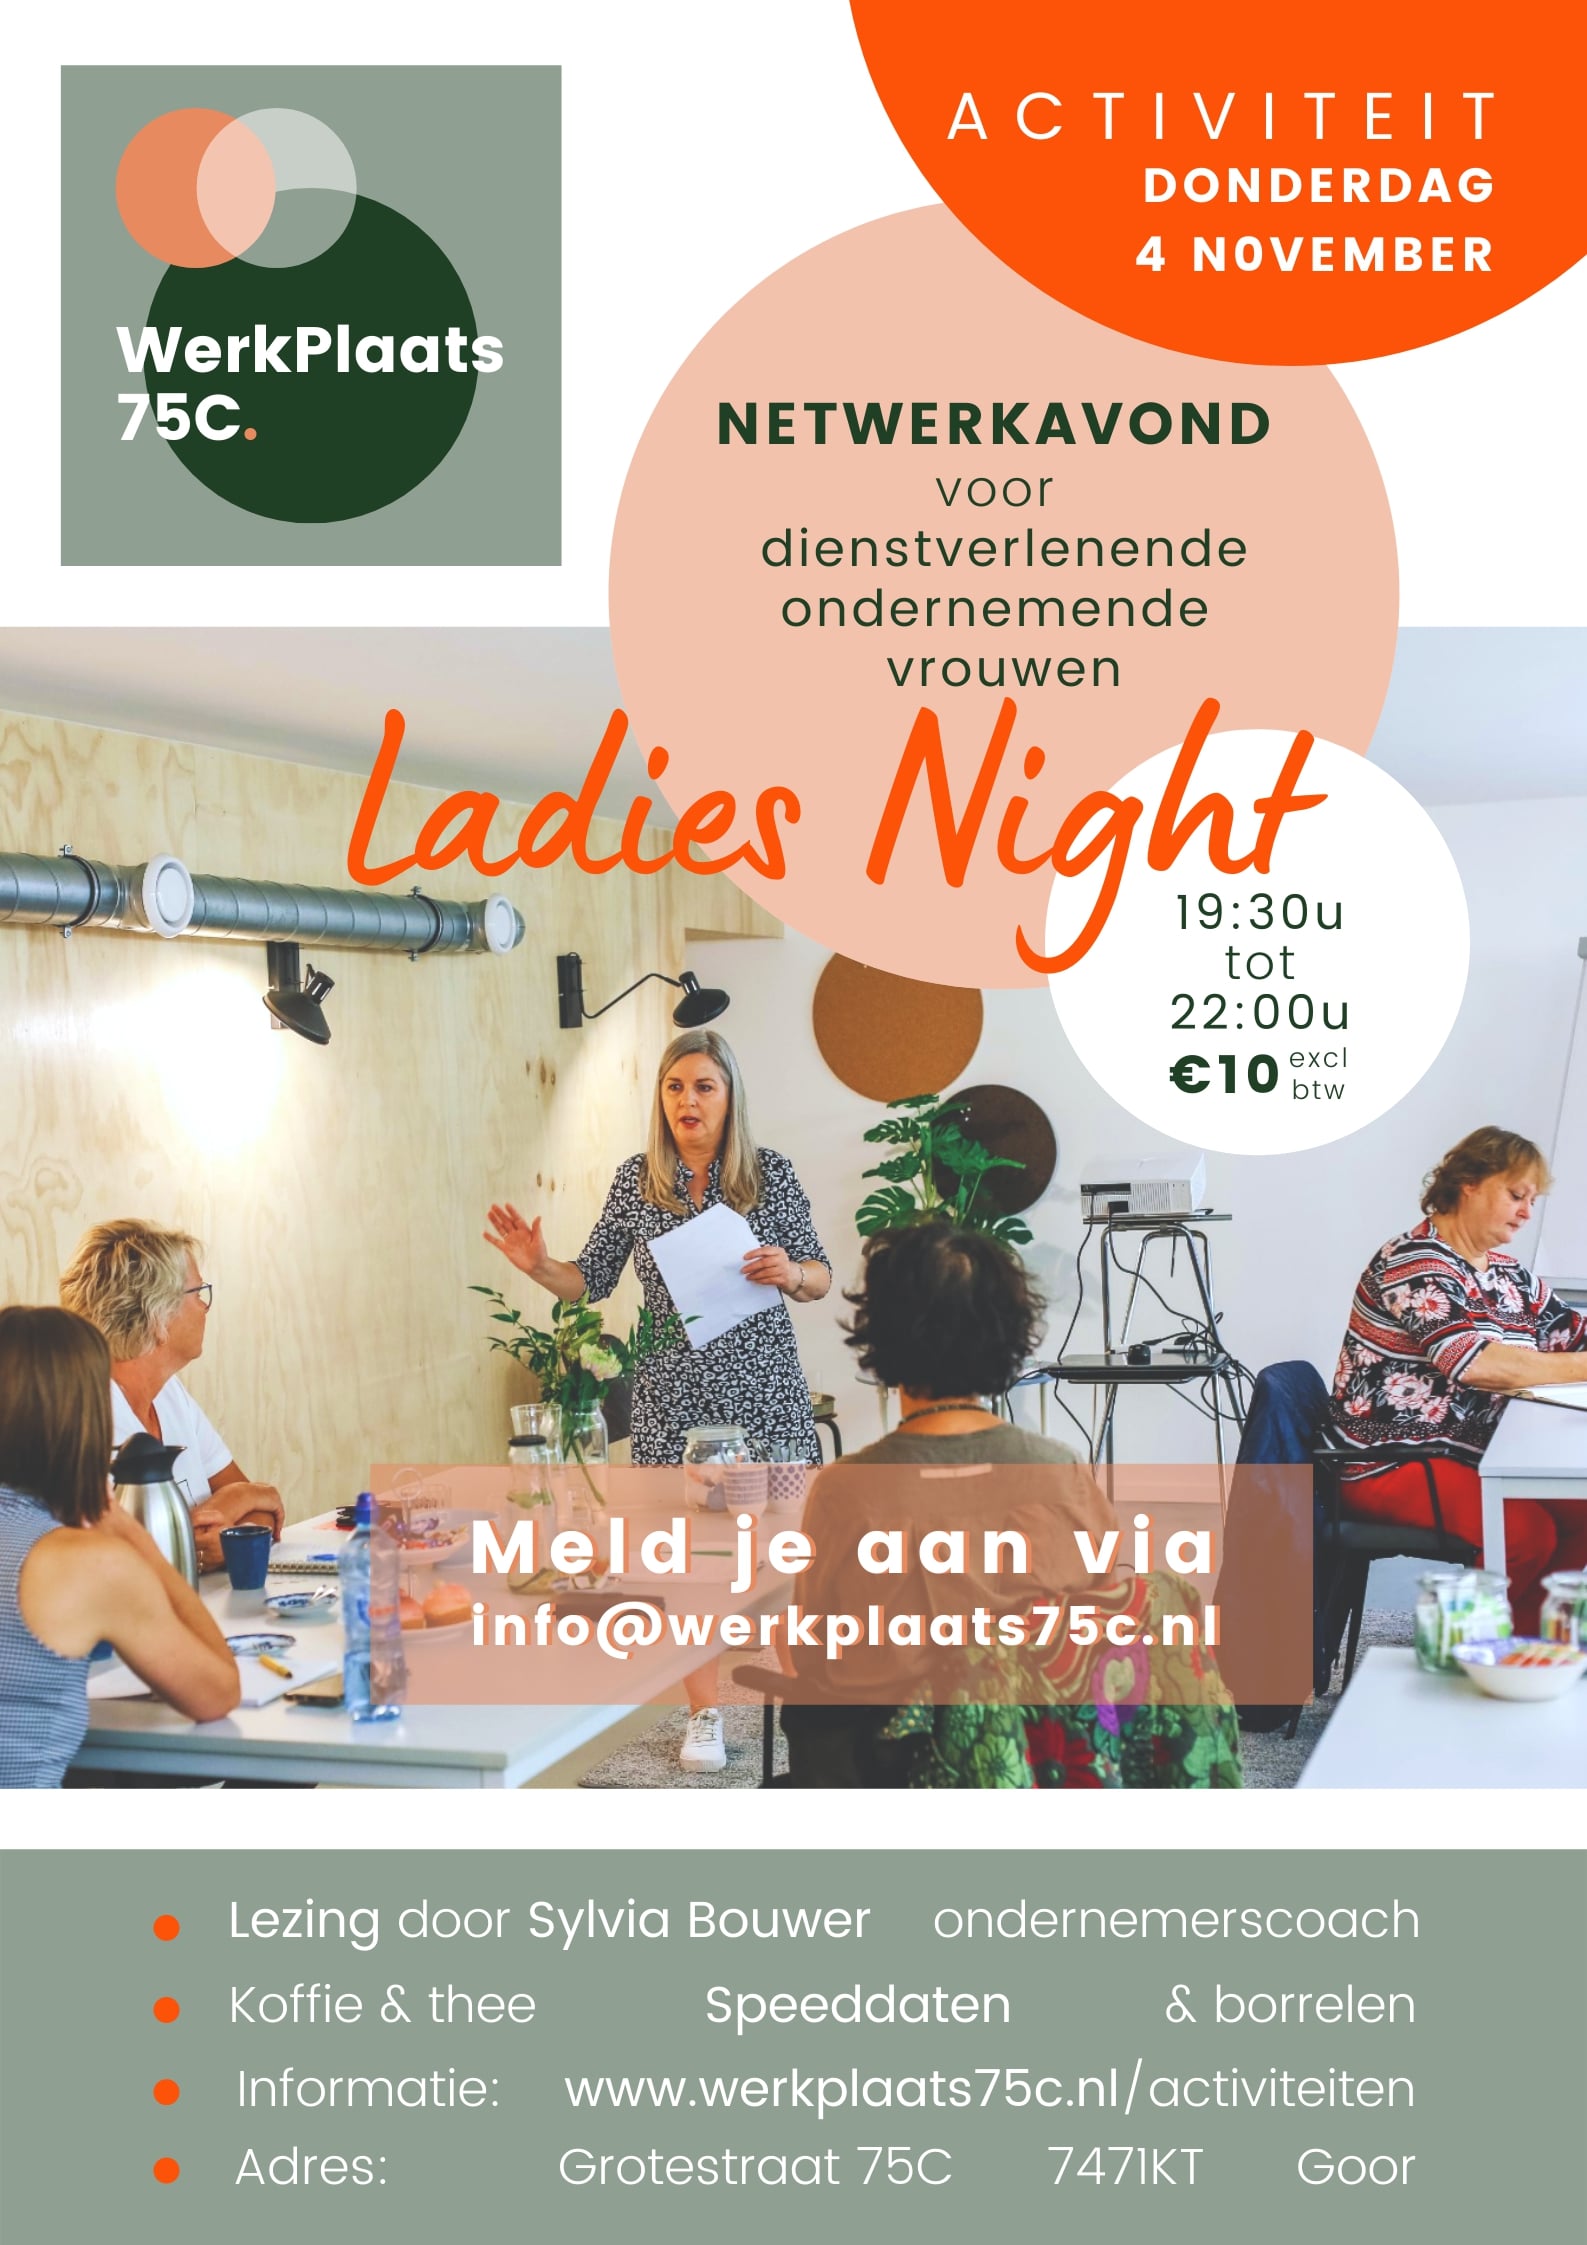 WerkPlaats
75C.
ACTIVITEIT
DONDERDAG
4 N0VEMBER
NETWERKAVOND
voor
dienstverlenende
ondernemende
vrouwen
Ladies Night
19:30u
tot
22:00u
€10 excl
btw
Meld je aan via
info@werkplaats75c.nl
Lezing door Sylvia Bouwer ondernemerscoach
Koffie & thee Speeddaten & borrelen
Informatie: www.werkplaats75c.nl/activiteiten
Adres: Grotestraat 75C 7471KT Goor